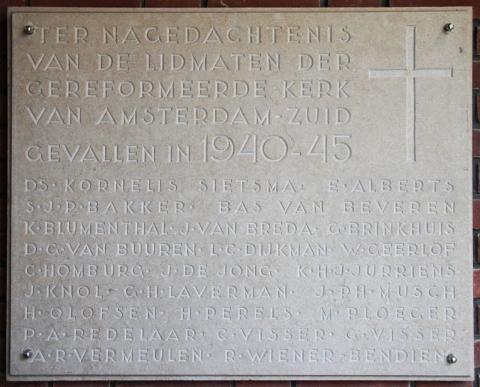 TER NAGEDACHTENIS
VAN DE LIDMATEN DER
GEREFORMEERDE KERK
VAN AMSTERDAM-ZUID
GEVALLEN IN 1940-45
DS·KORNELIS SIETSMA·E·ALBERTS
S·J·P·BAKKER·BAS VAN BEVEREN
K·BLUMENTHAL·J·VAN BREDA·G·BRINKHUIS
D·G·VAN BUUREN·L·C·DIJKMAN·W·GEERLOF
C·HOMBURG·J·DE JONG·K·H·J·JURRIENS
J·KNOL·G·H·LAVERMAN·J·PH·MUSCH
H·OLOFSEN·H·PERELS·M·PLOEGER
P·A·REDELAAR·C·VISSER·G·VISSER
A·R·VERMEULEN·R·WIENER-BENDIEN